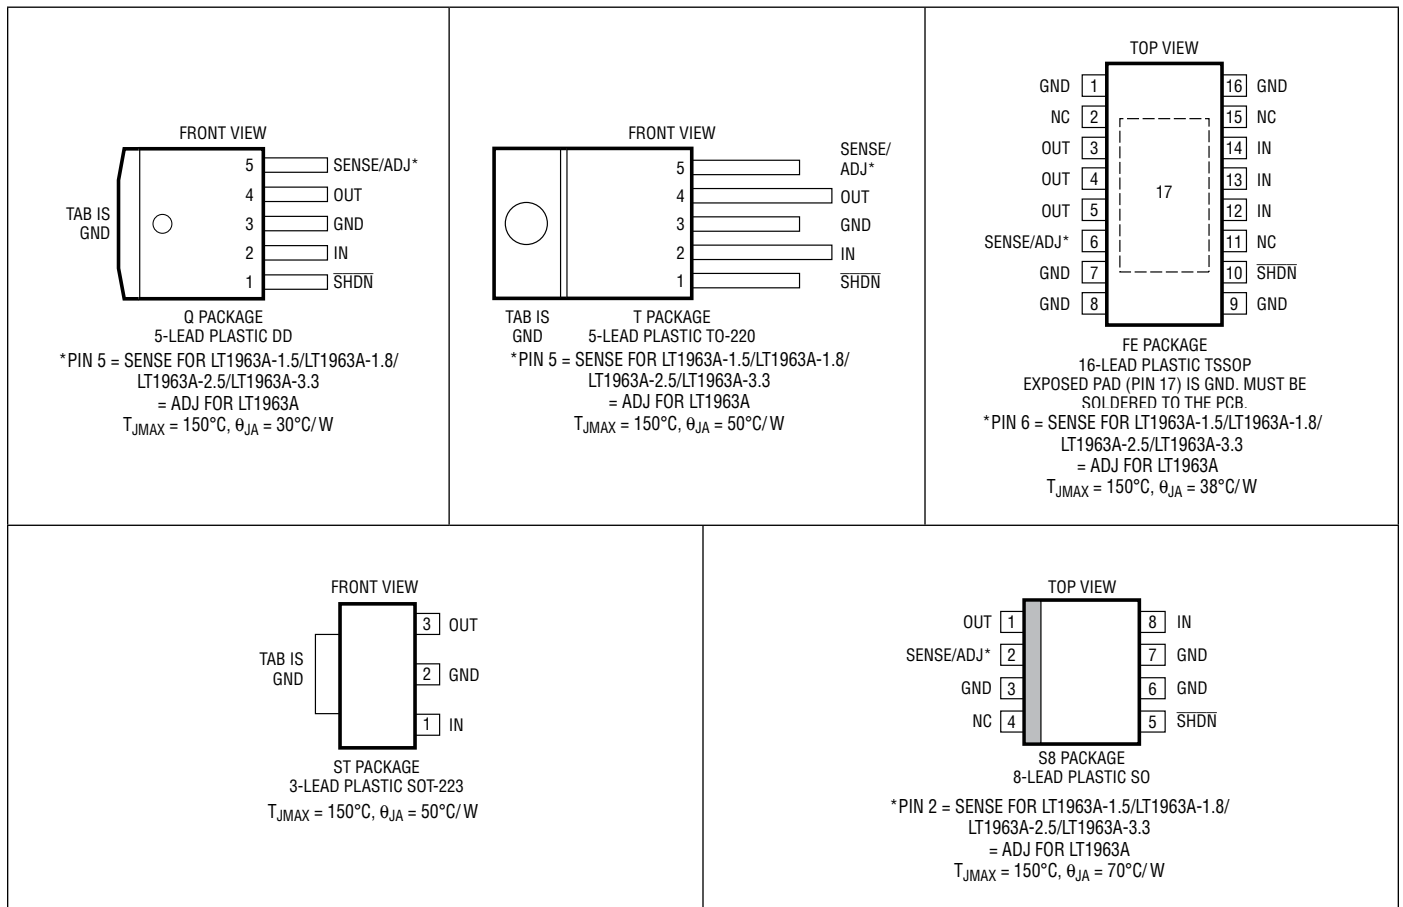 FRONT VIEW
TAB IS
GND
5 SENSE/ADJ*
4 OUT
3 GND
2 IN
1 SHDN
Q PACKAGE
5-LEAD PLASTIC DD
*PIN 5 = SENSE FOR LT1963A-1.5/LT1963A-1.8/
LT1963A-2.5/LT1963A-3.3
= ADJ FOR LT1963A
TJMAX = 150°C, θJA = 30°C/W
FRONT VIEW
SENSE/
5 ADJ*
4 OUT
3 GND
2 IN
1 SHDN
TAB IS
GND
T PACKAGE
5-LEAD PLASTIC TO-220
*PIN 5 = SENSE FOR LT1963A-1.5/LT1963A-1.8/
LT1963A-2.5/LT1963A-3.3
= ADJ FOR LT1963A
TJMAX = 150°C, θJA = 50°C/W
TOP VIEW
GND 1 16 GND
NC 2 15 NC
OUT 3 14 IN
OUT 4 13 IN
17
OUT 5 12 IN
SENSE/ADJ* 6 11 NC
GND 7 10 SHDN
GND 8 9 GND
FE PACKAGE
16-LEAD PLASTIC TSSOP
EXPOSED PAD (PIN 17) IS GND. MUST BE
SOLDERED TO THE PCB.
*PIN 6 = SENSE FOR LT1963A-1.5/LT1963A-1.8/
LT1963A-2.5/LT1963A-3.3
= ADJ FOR LT1963A
TJMAX = 150°C, θJA = 38°C/W
FRONT VIEW
3 OUT
TAB IS
GND
2 GND
1 IN
ST PACKAGE
3-LEAD PLASTIC SOT-223
TJMAX = 150°C, θJA = 50°C/W
TOP VIEW
OUT 1 8 IN
SENSE/ADJ* 2 7 GND
GND 3 6 GND
NC 4 5 SHDN
S8 PACKAGE
8-LEAD PLASTIC SO
*PIN 2 = SENSE FOR LT1963A-1.5/LT1963A-1.8/
LT1963A-2.5/LT1963A-3.3
= ADJ FOR LT1963A
TJMAX = 150°C, θJA = 70°C/W